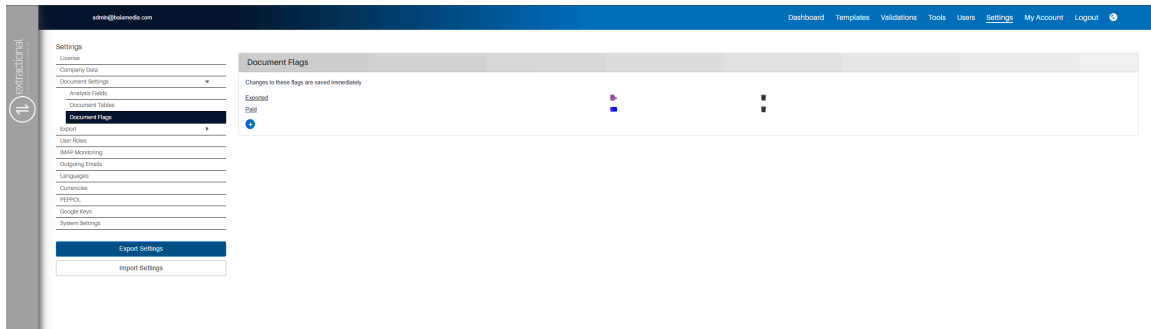 admin@baiamedia.com
Dashboard Templates Validations Tools Users Settings My Account Logout
extractional
Settings
License
Company Data
Document Settings
Analysis Fields
Document Tables
Document Flags
Export
User Roles
IMAP Monitoring
Outgoing Emails
Languages
Currencies
PEPPOL
Google Keys
System Settings
Export Settings
Import Settings
Document Flags
Changes to these flags are saved immediately
Exported
Paid